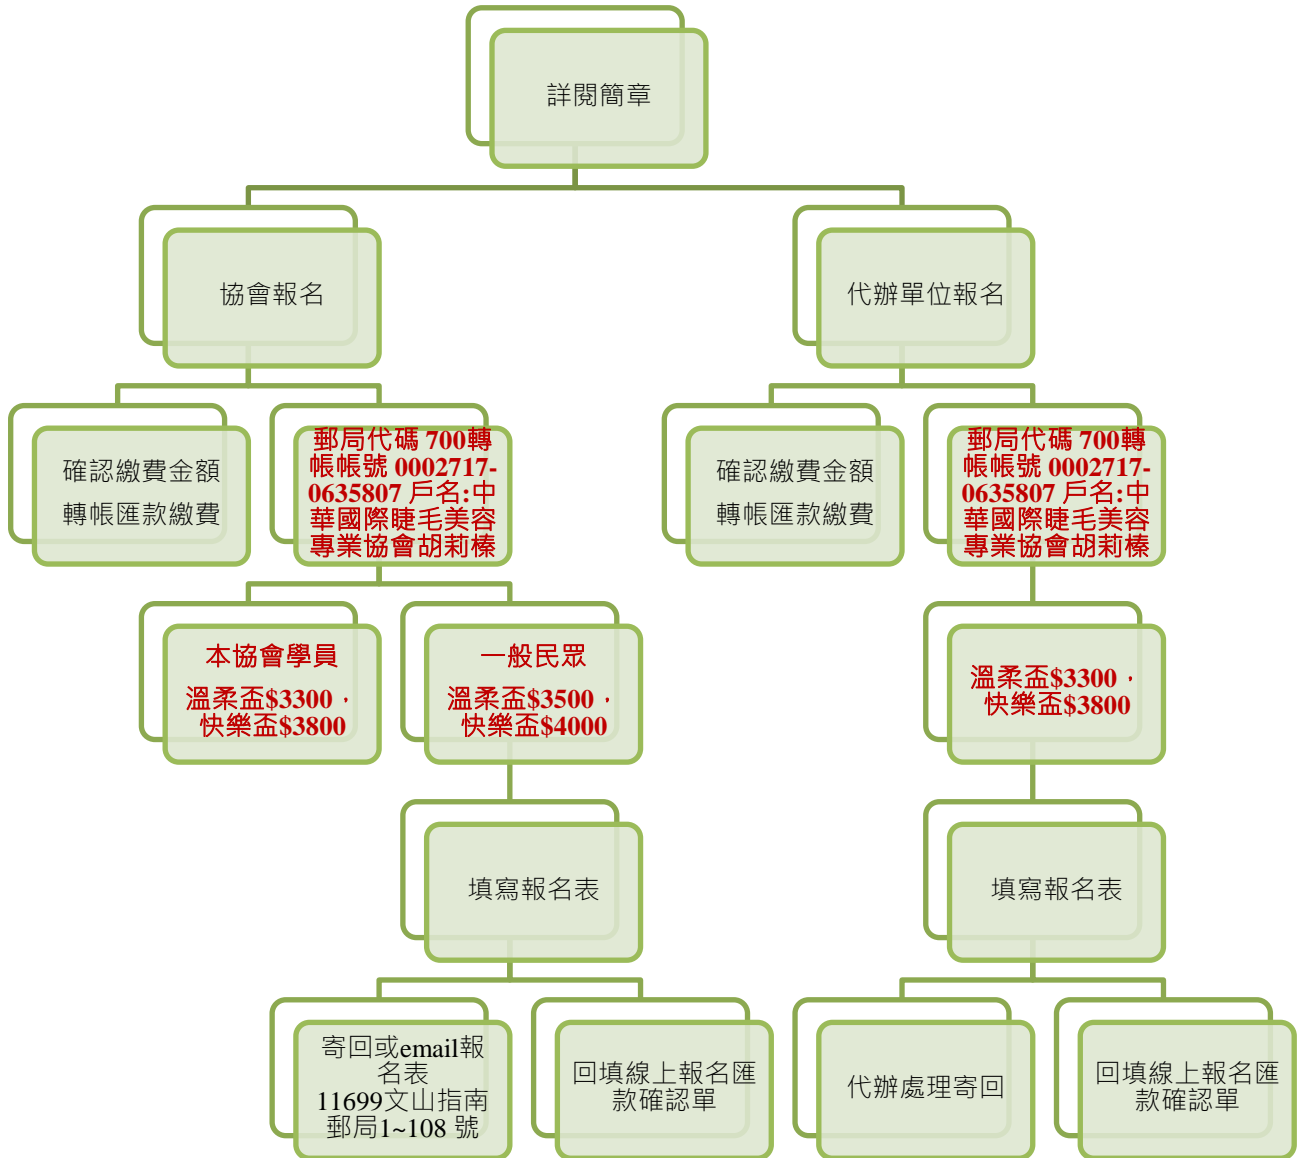 詳閱簡章
協會報名
代辦單位報名
確認繳費金額
轉帳匯款繳費
郵局代碼 700轉
帳帳號 0002717-
0635807 戶名:中
華國際睫毛美容
專業協會胡莉榛
確認繳費金額
轉帳匯款繳費
郵局代碼 700轉
帳帳號 0002717-
0635807 戶名:中
華國際睫毛美容
專業協會胡莉榛
本協會學員
溫柔盃$3300，
快樂盃$3800
一般民眾
溫柔盃$3500，
快樂盃$4000
溫柔盃$3300，
快樂盃$3800
填寫報名表
填寫報名表
寄回或email報
名表
11699文山指南
郵局1~108 號
回填線上報名匯
款確認單
代辦處理寄回
回填線上報名匯
款確認單